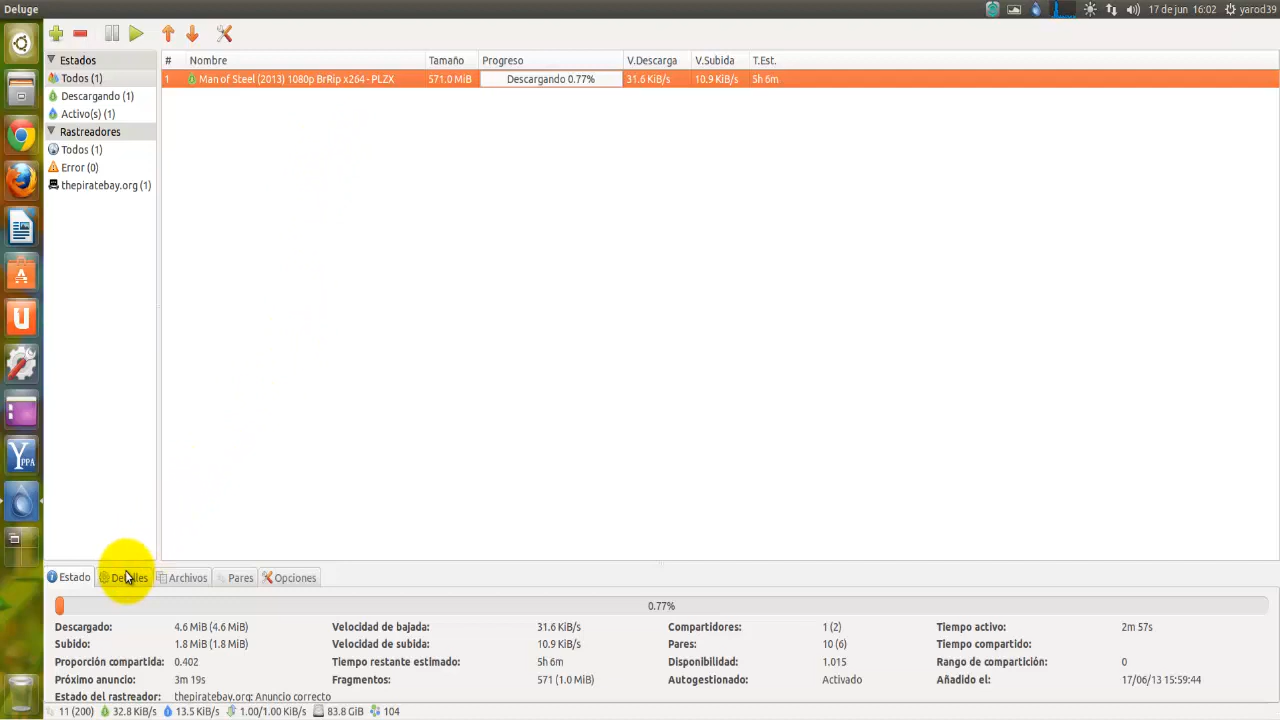 Deluge
17 de jun 16:02
yarod39
Estados
Todos (1)
Descargando (1)
Activo(s) (1)
Rastreadores
Todos (1)
Error (0)
thepiratebay.org (1)
# Nombre Tamaño Progreso V.Descarga V.Subida T.Est.
1 Man of Steel (2013) 1080p BrRip x264 - PLZX 571.0 MiB Descargando 0.77% 31.6 KiB/s 10.9 KiB/s 5h 6m
A
U
YPPA
Estado Detalles Archivos Pares Opciones
0.77%
Descargado: 4.6 MiB (4.6 MiB) Velocidad de bajada: 31.6 KiB/s Compartidores: 1 (2) Tiempo activo: 2m 57s
Subido: 1.8 MiB (1.8 MiB) Velocidad de subida: 10.9 KiB/s Pares: 10 (6) Tiempo compartido:
Proporción compartida: 0.402 Tiempo restante estimado: 5h 6m Disponibilidad: 1.015 Rango de compartición: 0
Próximo anuncio: 3m 19s Fragmentos: 571 (1.0 MiB) Autogestionado: Activado Añadido el: 17/06/13 15:59:44
Estado del rastreador: thepiratebay.org: Anuncio correcto
11 (200) 32.8 KiB/s 13.5 KiB/s 1.00/1.00 KiB/s 83.8 GiB 104